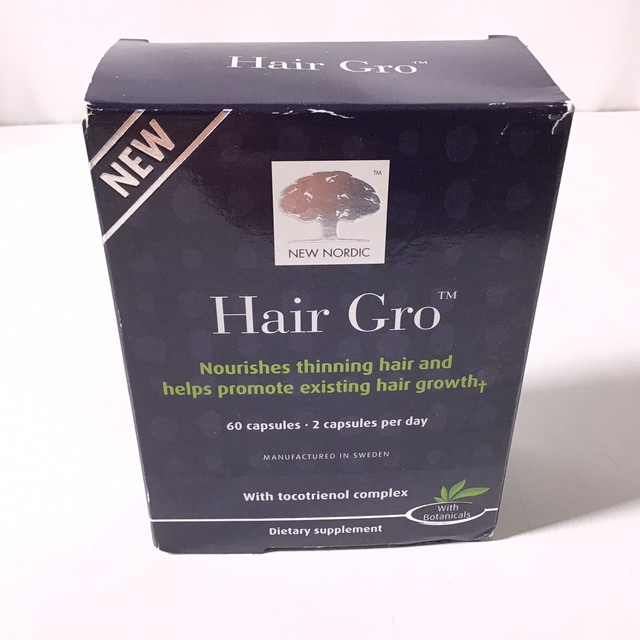 Hair Gro™
NEW
™
NEW NORDIC
Hair Gro™
Nourishes thinning hair and
helps promote existing hair growth†
60 capsules · 2 capsules per day
MANUFACTURED IN SWEDEN
With tocotrienol complex
With
Botanicals
Dietary supplement